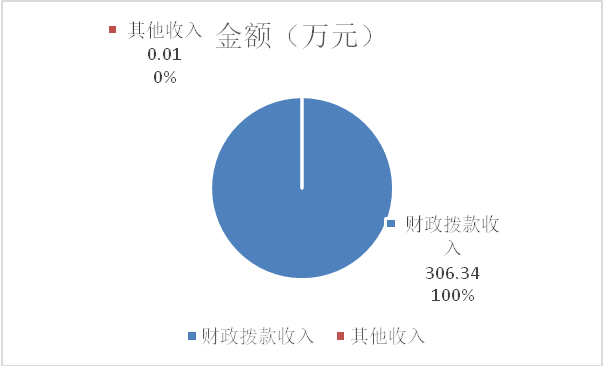 金额（万元）
其他收入
0.01
0%
财政拨款收
入
306.34
100%
财政拨款收入 其他收入